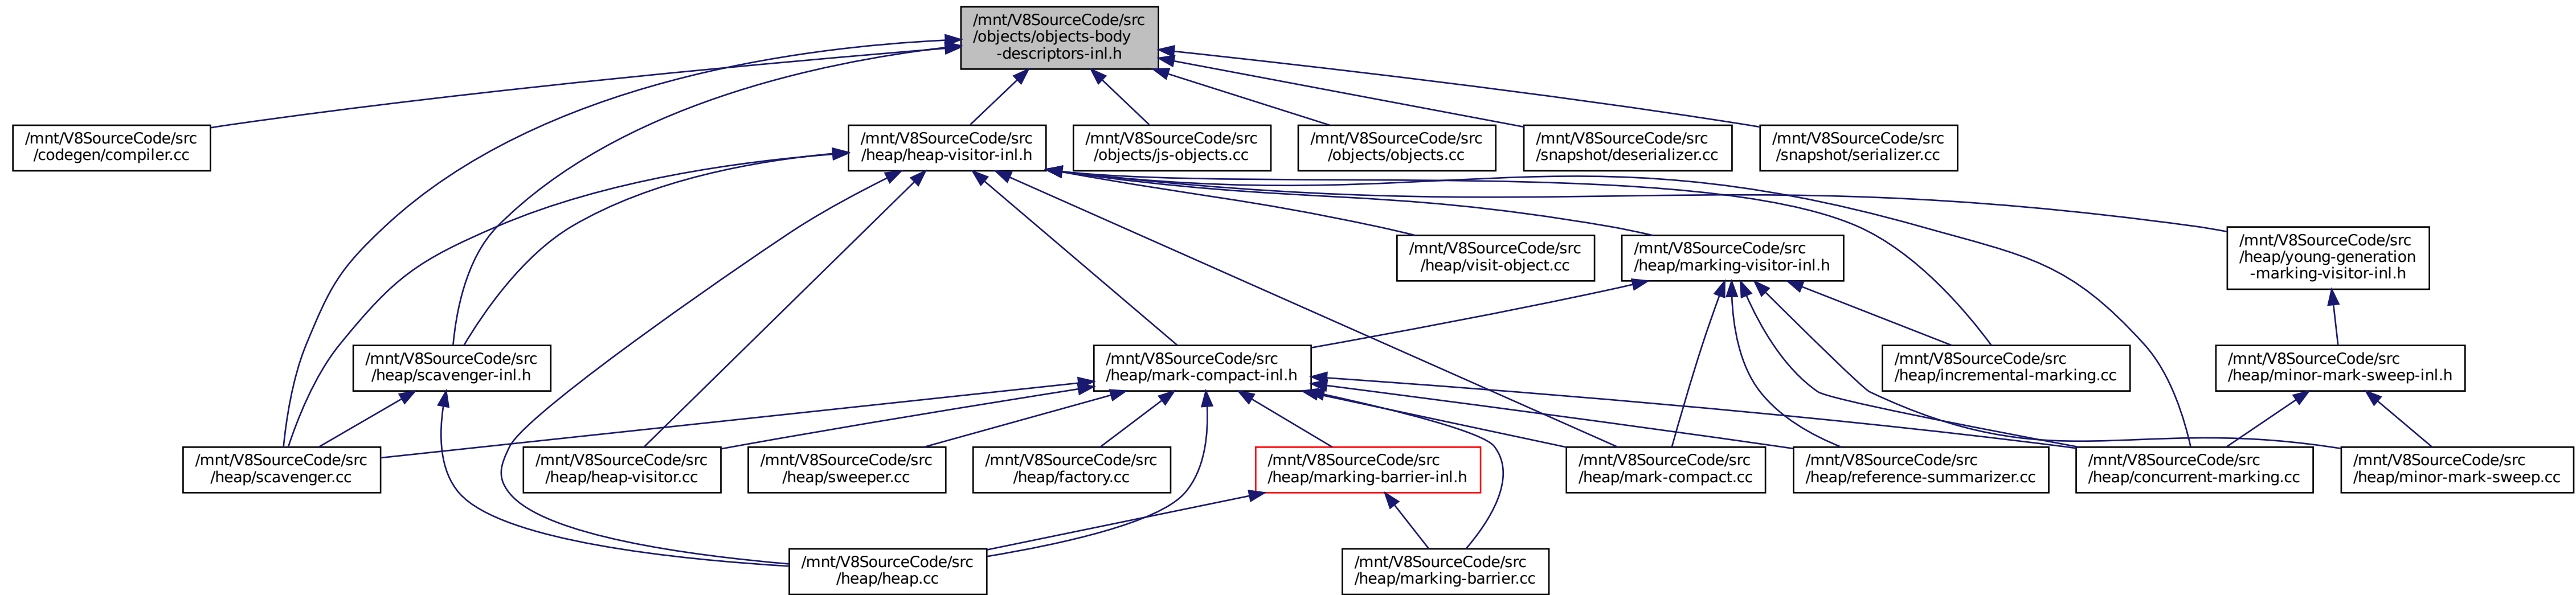 /mnt/V8SourceCode/src
/objects/objects-body
-descriptors-inl.h
/mnt/V8SourceCode/src
/codegen/compiler.cc
/mnt/V8SourceCode/src
/heap/heap-visitor-inl.h
/mnt/V8SourceCode/src
/objects/js-objects.cc
/mnt/V8SourceCode/src
/objects/objects.cc
/mnt/V8SourceCode/src
/snapshot/deserializer.cc
/mnt/V8SourceCode/src
/snapshot/serializer.cc
/mnt/V8SourceCode/src
/heap/visit-object.cc
/mnt/V8SourceCode/src
/heap/marking-visitor-inl.h
/mnt/V8SourceCode/src
/heap/young-generation
-marking-visitor-inl.h
/mnt/V8SourceCode/src
/heap/scavenger-inl.h
/mnt/V8SourceCode/src
/heap/mark-compact-inl.h
/mnt/V8SourceCode/src
/heap/incremental-marking.cc
/mnt/V8SourceCode/src
/heap/minor-mark-sweep-inl.h
/mnt/V8SourceCode/src
/heap/scavenger.cc
/mnt/V8SourceCode/src
/heap/heap-visitor.cc
/mnt/V8SourceCode/src
/heap/sweeper.cc
/mnt/V8SourceCode/src
/heap/factory.cc
/mnt/V8SourceCode/src
/heap/marking-barrier-inl.h
/mnt/V8SourceCode/src
/heap/mark-compact.cc
/mnt/V8SourceCode/src
/heap/reference-summarizer.cc
/mnt/V8SourceCode/src
/heap/concurrent-marking.cc
/mnt/V8SourceCode/src
/heap/minor-mark-sweep.cc
/mnt/V8SourceCode/src
/heap/heap.cc
/mnt/V8SourceCode/src
/heap/marking-barrier.cc